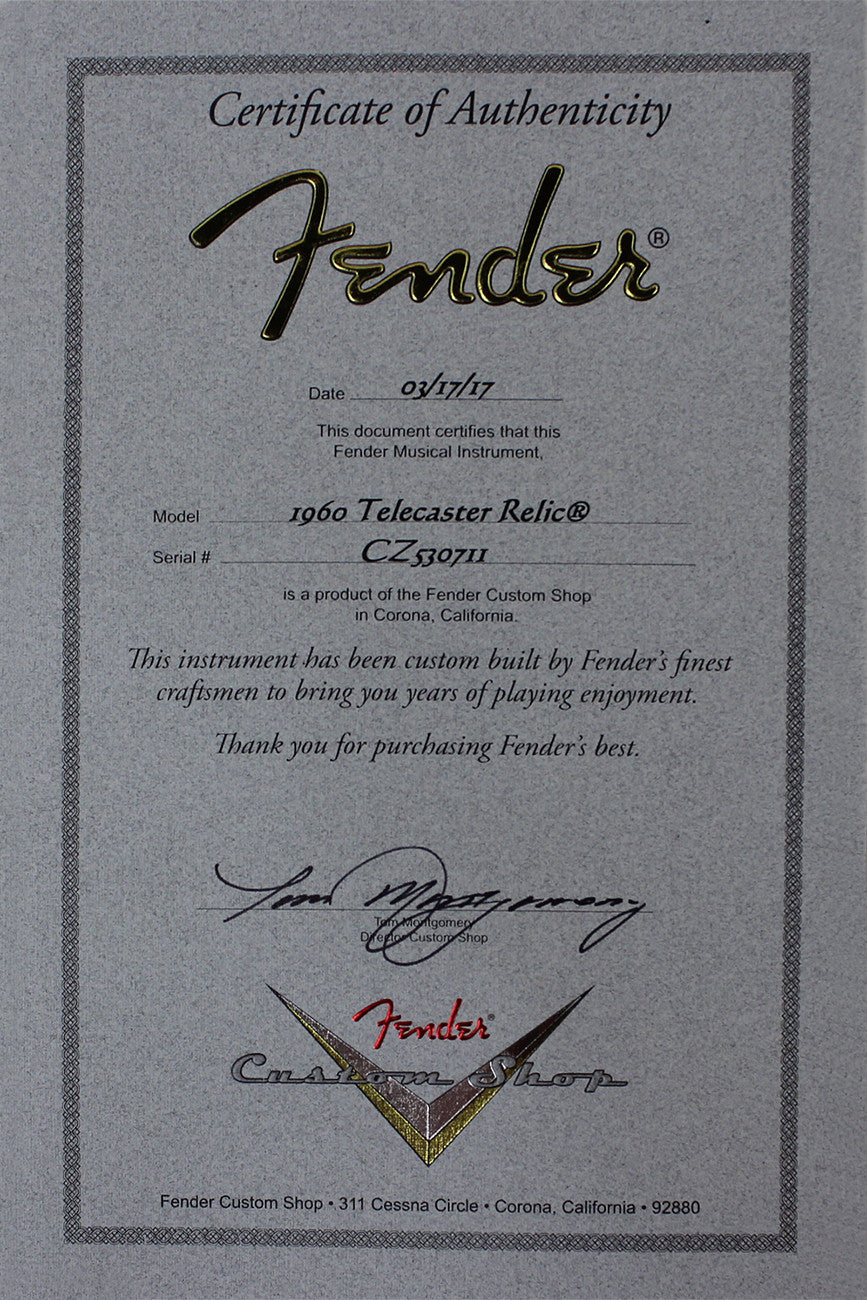 Certificate of Authenticity
Fender®
Date 03/17/17
This document certifies that this
Fender Musical Instrument,
Model 1960 Telecaster Relic®
Serial # CZ530711
is a product of the Fender Custom Shop
in Corona, California.
This instrument has been custom built by Fender's finest
craftsmen to bring you years of playing enjoyment.
Thank you for purchasing Fender's best.
Tom Montgomery
Tom Montgomery
Director Custom Shop
Fender®
Custom Shop
Fender Custom Shop • 311 Cessna Circle • Corona, California • 92880